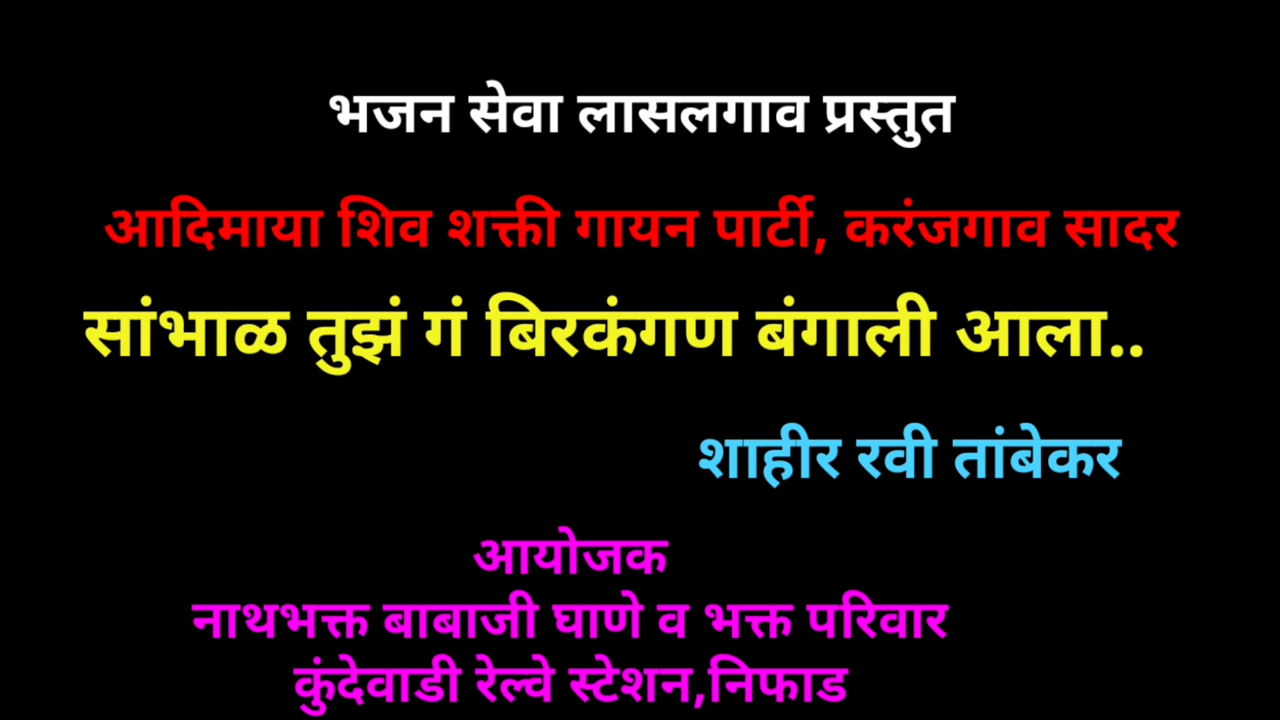 भजन सेवा लासलगाव प्रस्तुत
आदिमाया शिव शक्ती गायन पार्टी, करंजगाव सादर
सांभाळ तुझं गं बिरकंगण बंगाली आला..
शाहीर रवी तांबेकर
आयोजक
नाथभक्त बाबाजी घाणे व भक्त परिवार
कुंदेवाडी रेल्वे स्टेशन,निफाड